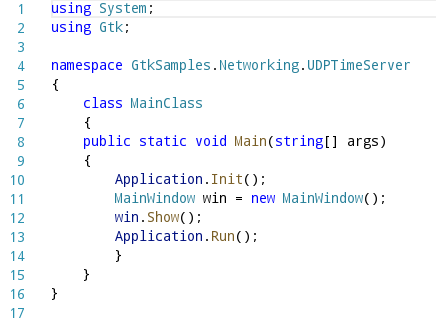 1 using System;
2 using Gtk;
3
4 namespace GtkSamples.Networking.UDPTimeServer
5 {
6 class MainClass
7 {
8 public static void Main(string[] args)
9 {
10 Application.Init();
11 MainWindow win = new MainWindow();
12 win.Show();
13 Application.Run();
14 }
15 }
16 }
17